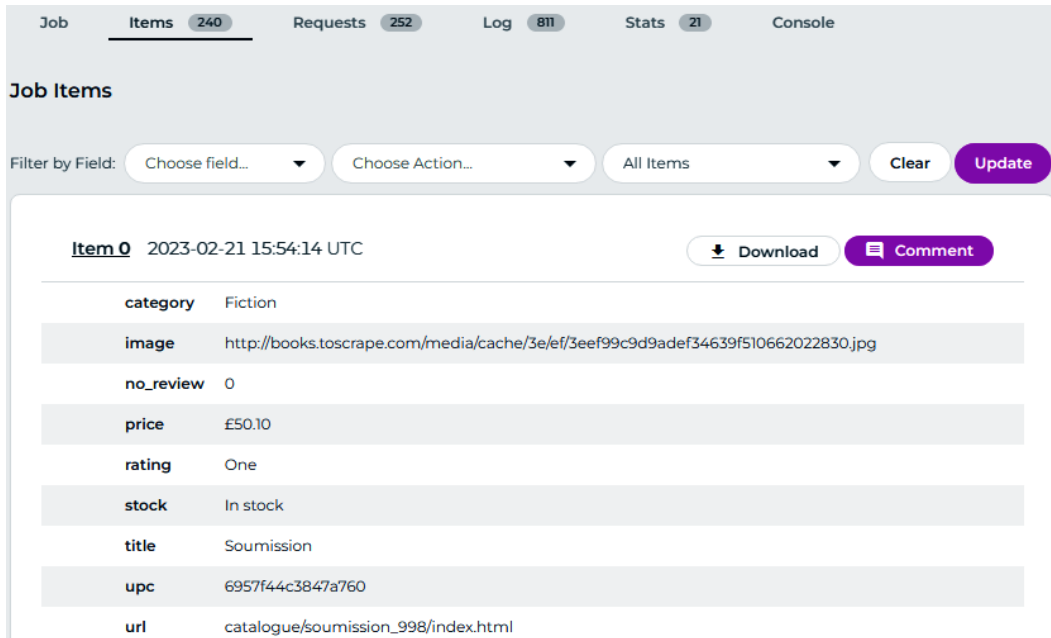 Job Items 240 Requests 252 Log 811 Stats 21 Console
Job Items
Filter by Field: Choose field... Choose Action... All Items Clear Update
Item 0 2023-02-21 15:54:14 UTC Download Comment
category Fiction
image http://books.toscrape.com/media/cache/3e/ef/3eef99c9d9adef34639f510662022830.jpg
no_review 0
price £50.10
rating One
stock In stock
title Soumission
upc 6957f44c3847a760
url catalogue/soumission_998/index.html